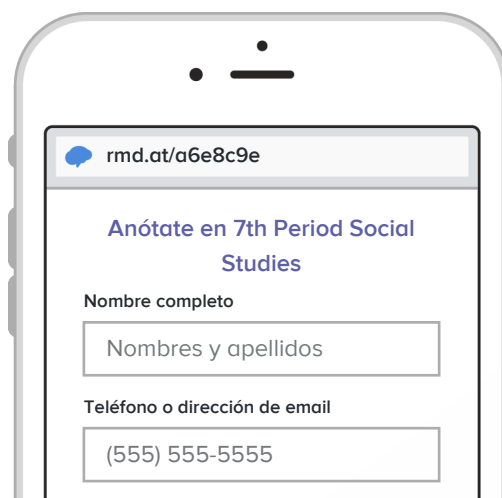 rmd.at/a6e8c9e
Anótate en 7th Period Social
Studies
Nombre completo
Nombres y apellidos
Teléfono o dirección de email
(555) 555-5555